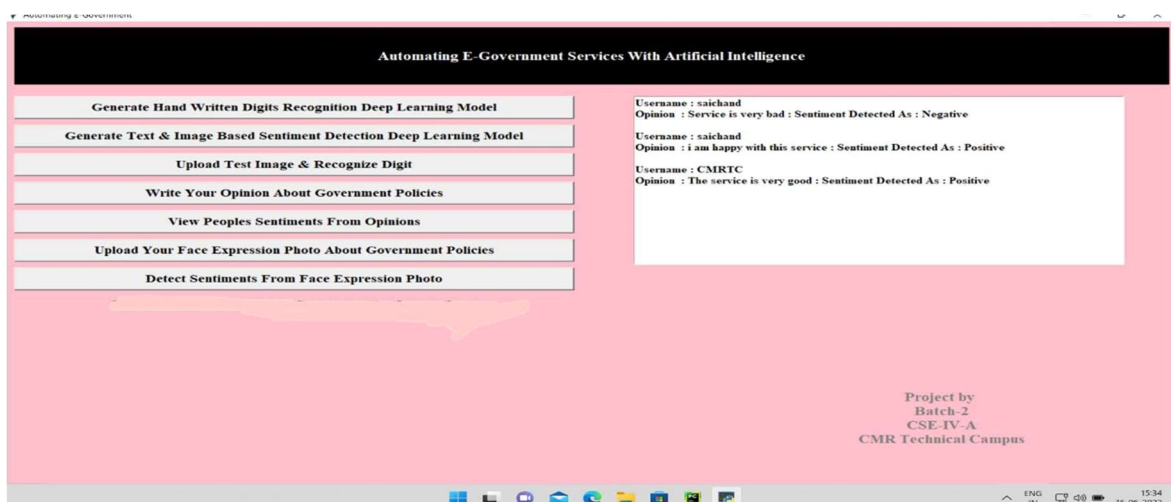 Automating E-Government
Automating E-Government Services With Artificial Intelligence
Generate Hand Written Digits Recognition Deep Learning Model
Generate Text & Image Based Sentiment Detection Deep Learning Model
Upload Test Image & Recognize Digit
Write Your Opinion About Government Policies
View Peoples Sentiments From Opinions
Upload Your Face Expression Photo About Government Policies
Detect Sentiments From Face Expression Photo
Username : saichand
Opinion : Service is very bad : Sentiment Detected As : Negative
Username : saichand
Opinion : i am happy with this service : Sentiment Detected As : Positive
Username : CMRTC
Opinion : The service is very good : Sentiment Detected As : Positive
Project by
Batch-2
CSE-IV-A
CMR Technical Campus
ENG
15:34